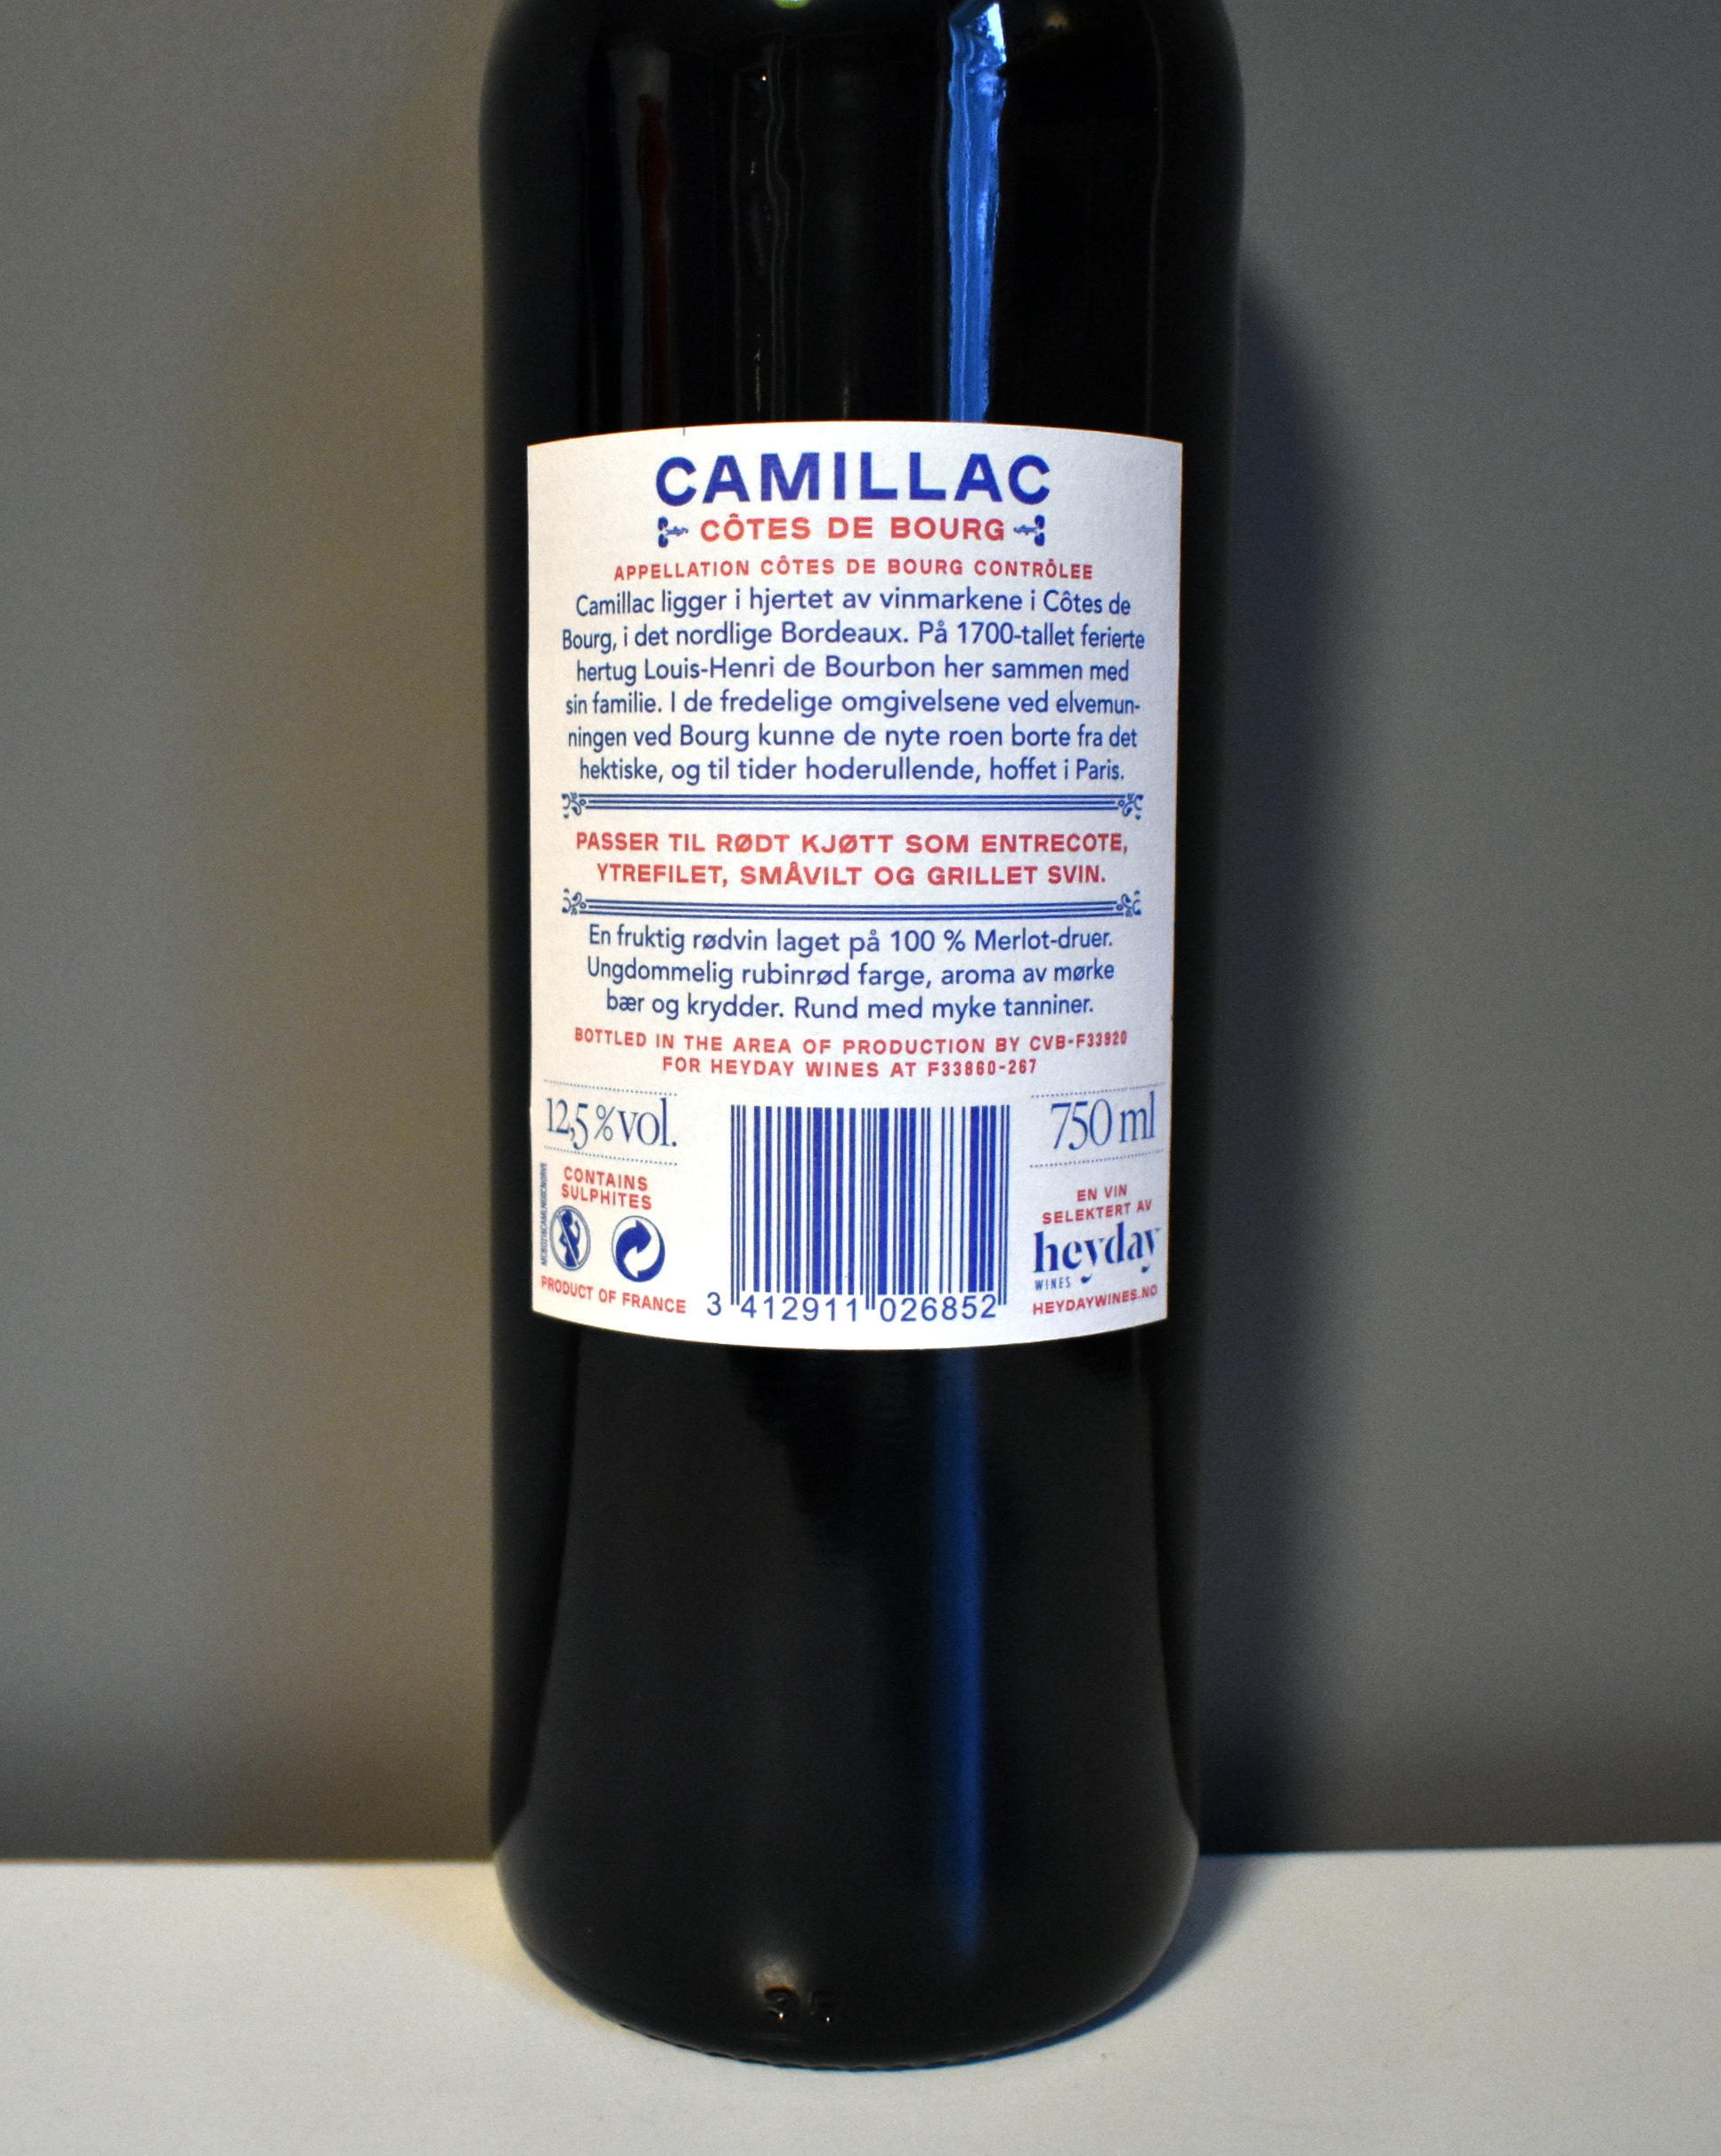 CAMILLAC
CÔTES DE BOURG
APPELLATION CÔTES DE BOURG CONTRÔLEE
Camillac ligger i hjertet av vinmarkene i Côtes de
Bourg, i det nordlige Bordeaux. På 1700-tallet ferierte
hertug Louis-Henri de Bourbon her sammen med
sin familie. I de fredelige omgivelsene ved elvemun-
ningen ved Bourg kunne de nyte roen borte fra det
hektiske, og til tider hoderullende, hoffet i Paris.
PASSER TIL RØDT KJØTT SOM ENTRECOTE,
YTREFILET, SMÅVILT OG GRILLET SVIN.
En fruktig rødvin laget på 100 % Merlot-druer.
Ungdommelig rubinrød farge, aroma av mørke
bær og krydder. Rund med myke tanniner.
BOTTLED IN THE AREA OF PRODUCTION BY CVB-F33920
FOR HEYDAY WINES AT F33860-267
12,5 %vol.
750 ml
CONTAINS
SULPHITES
PRODUCT OF FRANCE
3 412911 026852
EN VIN
SELEKTERT AV
heyday
WINES
HEYDAYWINES.NO